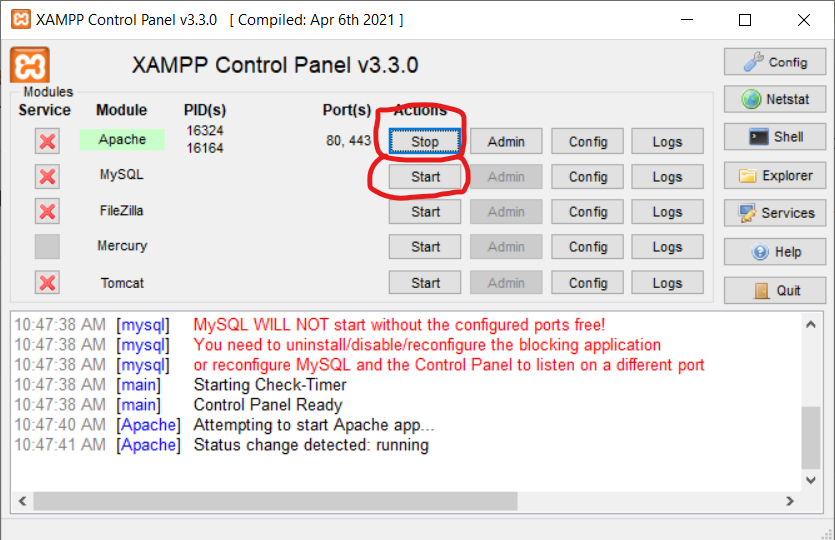 XAMPP Control Panel v3.3.0 [ Compiled: Apr 6th 2021 ]
XAMPP Control Panel v3.3.0
Config
Modules
Service Module PID(s) Port(s) Actions
Netstat
Apache 16324 16164 80, 443 Stop Admin Config Logs
Shell
MySQL Start Admin Config Logs
Explorer
FileZilla Start Admin Config Logs
Services
Mercury Start Admin Config Logs
Help
Tomcat Start Admin Config Logs
Quit
10:47:38 AM [mysql] MySQL WILL NOT start without the configured ports free!
10:47:38 AM [mysql] You need to uninstall/disable/reconfigure the blocking application
10:47:38 AM [mysql] or reconfigure MySQL and the Control Panel to listen on a different port
10:47:38 AM [main] Starting Check-Timer
10:47:38 AM [main] Control Panel Ready
10:47:40 AM [Apache] Attempting to start Apache app...
10:47:41 AM [Apache] Status change detected: running